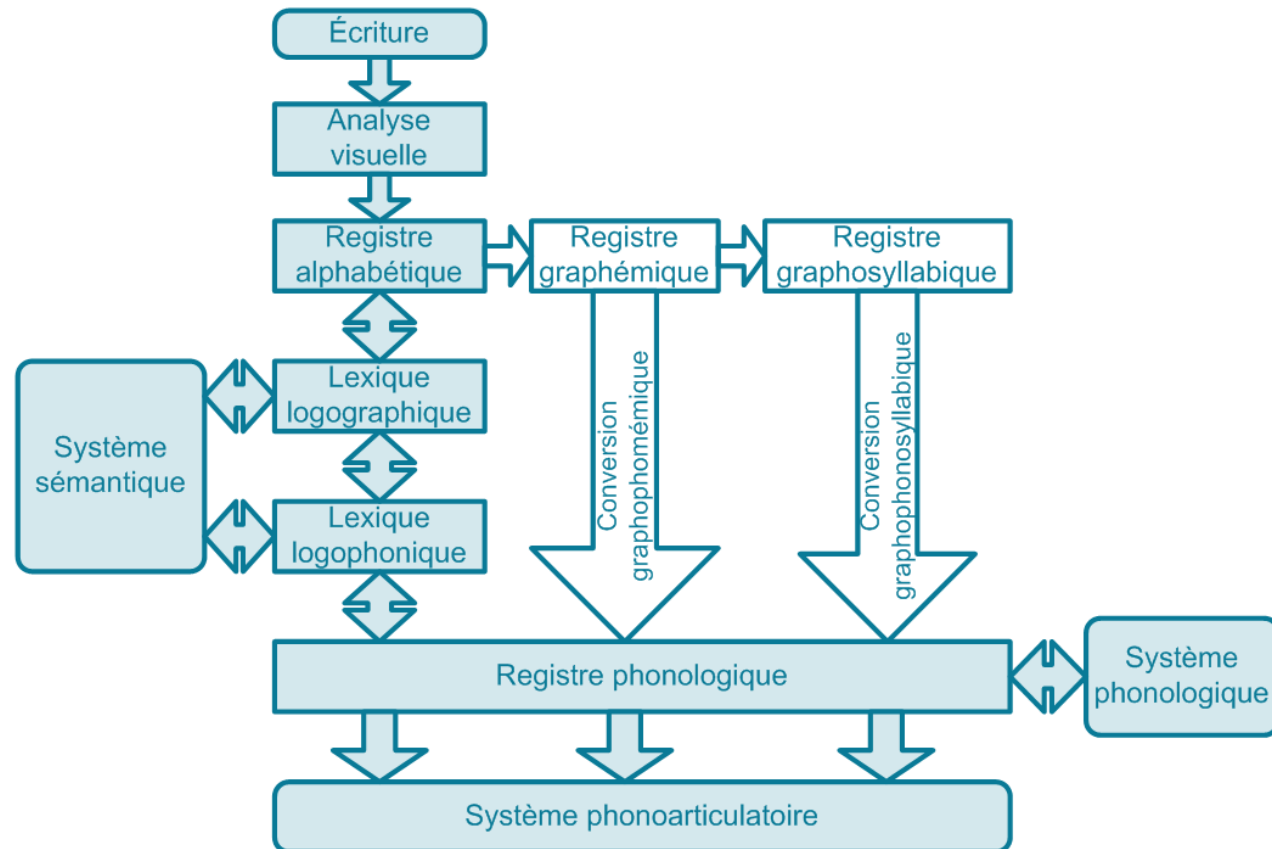 Écriture
Analyse
visuelle
Registre
alphabétique
Registre
graphémique
Registre
graphosyllabique
Lexique
logographique
Système
sémantique
Lexique
logophonique
Conversion
graphophomémique
Conversion
graphophonosyllabique
Registre phonologique
Système
phonologique
Système phonoarticulatoire